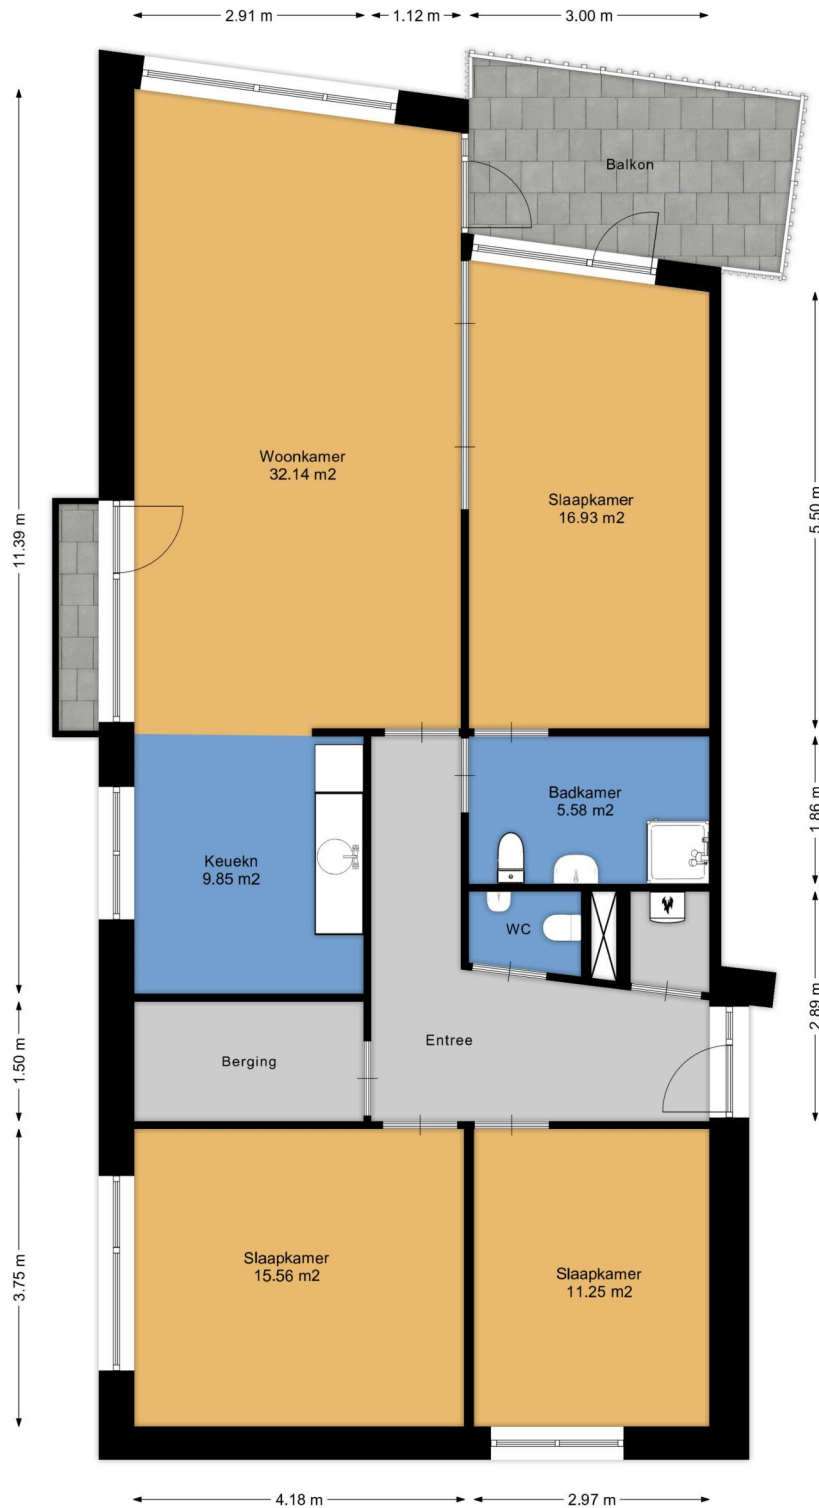 2.91 m
1.12 m
3.00 m
Balkon
Woonkamer
32.14 m2
Slaapkamer
16.93 m2
11.39 m
5.50 m
Badkamer
5.58 m2
1.86 m
Keuekn
9.85 m2
WC
2.89 m
Entree
Berging
1.50 m
Slaapkamer
15.56 m2
Slaapkamer
11.25 m2
3.75 m
4.18 m
2.97 m